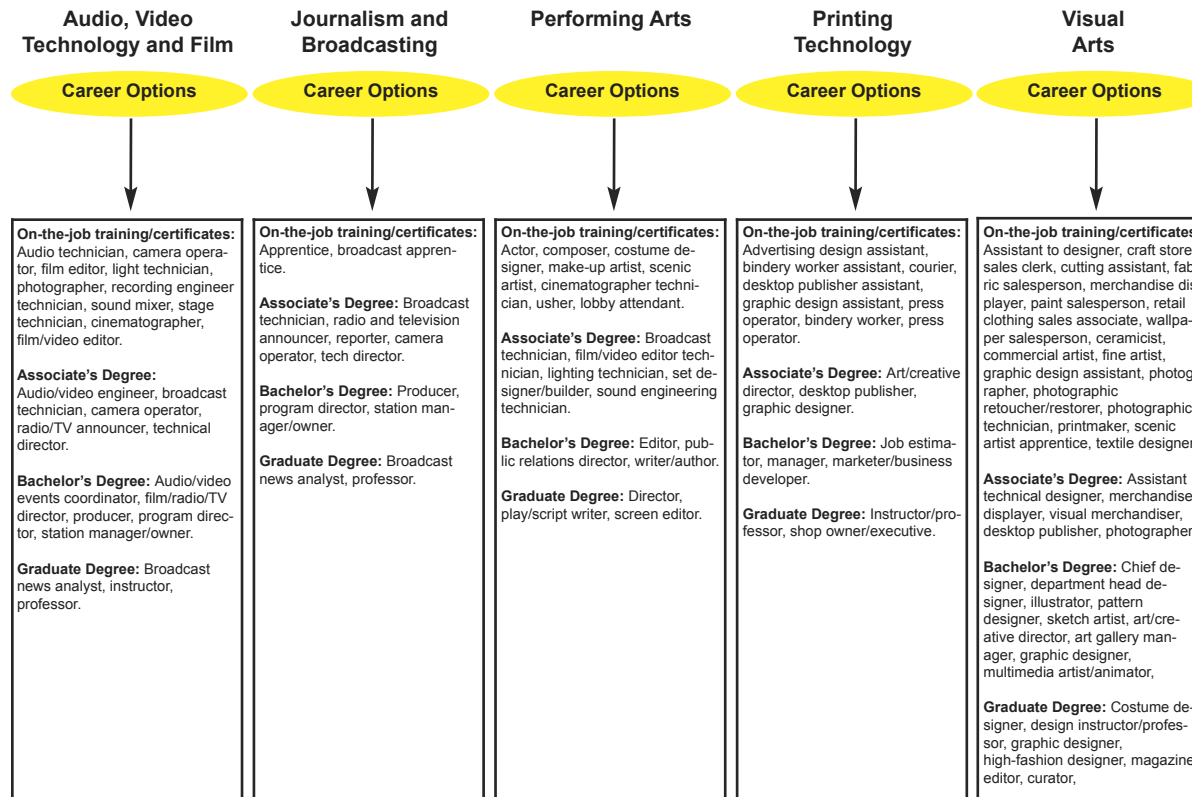 Audio, Video
Technology and Film
Career Options
On-the-job training/certificates:
Audio technician, camera opera-
tor, film editor, light technician,
photographer, recording engineer
technician, sound mixer, stage
technician, cinematographer,
film/video editor.
Associate's Degree:
Audio/video engineer, broadcast
technician, camera operator,
radio/TV announcer, technical
director.
Bachelor's Degree: Audio/video
events coordinator, film/radio/TV
director, producer, program direc-
tor, station manager/owner.
Graduate Degree: Broadcast
news analyst, instructor,
professor.
Journalism and
Broadcasting
Career Options
On-the-job training/certificates:
Apprentice, broadcast appren-
tice.
Associate's Degree: Broadcast
technician, radio and television
announcer, reporter, camera
operator, tech director.
Bachelor's Degree: Producer,
program director, station man-
ager/owner.
Graduate Degree: Broadcast
news analyst, professor.
Performing Arts
Career Options
On-the-job training/certificates:
Actor, composer, costume de-
signer, make-up artist, scenic
artist, cinematographer techni-
cian, usher, lobby attendant.
Associate's Degree: Broadcast
technician, film/video editor tech-
nician, lighting technician, set de-
signer/builder, sound engineering
technician.
Bachelor's Degree: Editor, pub-
lic relations director, writer/author.
Graduate Degree: Director,
play/script writer, screen editor.
Printing
Technology
Career Options
On-the-job training/certificates:
Advertising design assistant,
bindery worker assistant, courier,
desktop publisher assistant,
graphic design assistant, press
operator, bindery worker, press
operator.
Associate's Degree: Art/creative
director, desktop publisher,
graphic designer.
Bachelor's Degree: Job estima-
tor, manager, marketer/business
developer.
Graduate Degree: Instructor/pro-
fessor, shop owner/executive.
Visual
Arts
Career Options
On-the-job training/certificates
Assistant to designer, craft store
sales clerk, cutting assistant, fab
ric salesperson, merchandise dis
player, paint salesperson, retail
clothing sales associate, wallpa-
per salesperson, ceramicist,
commercial artist, fine artist,
graphic design assistant, photog
rapher, photographic
retoucher/restorer, photographic
technician, printmaker, scenic
artist apprentice, textile designer
Associate's Degree: Assistant
technical designer, merchandise
displayer, visual merchandiser,
desktop publisher, photographer
Bachelor's Degree: Chief de-
signer, department head de-
signer, illustrator, pattern
designer, sketch artist, art/cre-
ative director, art gallery man-
ager, graphic designer,
multimedia artist/animator,
Graduate Degree: Costume de-
signer, design instructor/profes-
sor, graphic designer,
high-fashion designer, magazine
editor, curator,